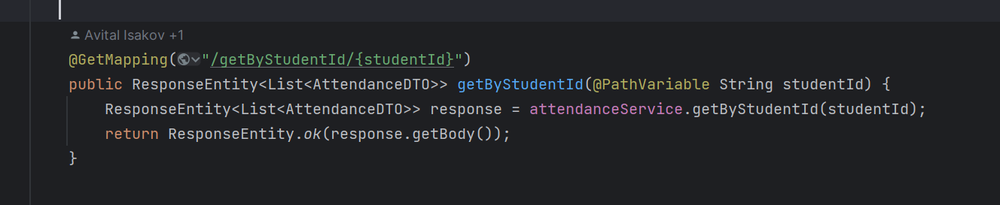 Avital Isakov +1
@GetMapping("/getByStudentId/{studentId}")
public ResponseEntity<List<AttendanceDTO>> getByStudentId(@PathVariable String studentId) {
    ResponseEntity<List<AttendanceDTO>> response = attendanceService.getByStudentId(studentId);
    return ResponseEntity.ok(response.getBody());
}